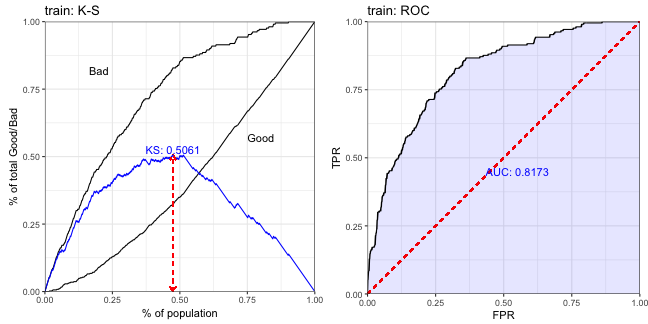 train: K-S
% of total Good/Bad
1.00
0.75
0.50
0.25
0.00
Bad
Good
KS: 0.5061
0.00 0.25 0.50 0.75 1.00
% of population
train: ROC
TPR
1.00
0.75
0.50
0.25
0.00
AUC: 0.8173
0.00 0.25 0.50 0.75 1.00
FPR